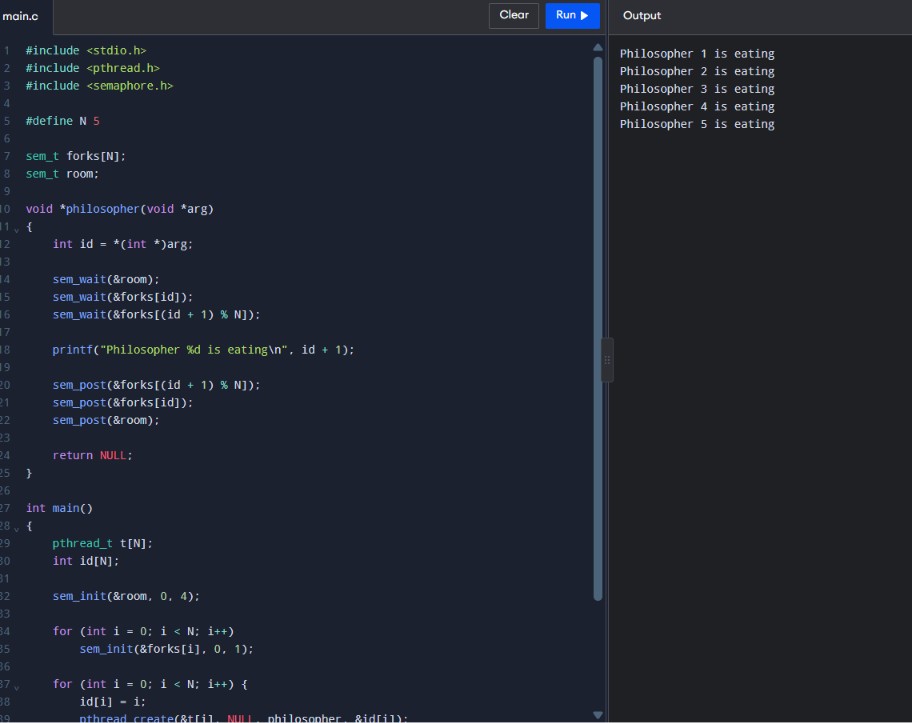 main.c
Clear
Run
Output
1 #include <stdio.h>
2 #include <pthread.h>
3 #include <semaphore.h>
4
5 #define N 5
6
7 sem_t forks[N];
8 sem_t room;
9
10 void *philosopher(void *arg)
11 {
12     int id = *(int *)arg;
13
14     sem_wait(&room);
15     sem_wait(&forks[id]);
16     sem_wait(&forks[(id + 1) % N]);
17
18     printf("Philosopher %d is eating\n", id + 1);
19
20     sem_post(&forks[(id + 1) % N]);
21     sem_post(&forks[id]);
22     sem_post(&room);
23
24     return NULL;
25 }
26
27 int main()
28 {
29     pthread_t t[N];
30     int id[N];
31
32     sem_init(&room, 0, 4);
33
34     for (int i = 0; i < N; i++)
35         sem_init(&forks[i], 0, 1);
36
37     for (int i = 0; i < N; i++) {
38         id[i] = i;
39         pthread_create(&t[i], NULL, philosopher, &id[i]);
Philosopher 1 is eating
Philosopher 2 is eating
Philosopher 3 is eating
Philosopher 4 is eating
Philosopher 5 is eating